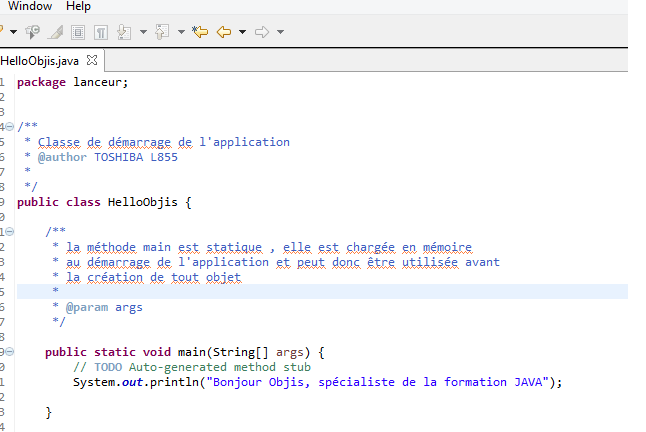 Window Help
HelloObjis.java
1 package lanceur;
2
3
4 /**
5 * Classe de démarrage de l'application
6 * @author TOSHIBA L855
7 *
8 */
9 public class HelloObjis {
0
1 /**
2 * la méthode main est statique , elle est chargée en mémoire
3 * au démarrage de l'application et peut donc être utilisée avant
4 * la création de tout objet
5 *
6 * @param args
7 */
8
9 public static void main(String[] args) {
0 // TODO Auto-generated method stub
1 System.out.println("Bonjour Objis, spécialiste de la formation JAVA");
2
3 }
4